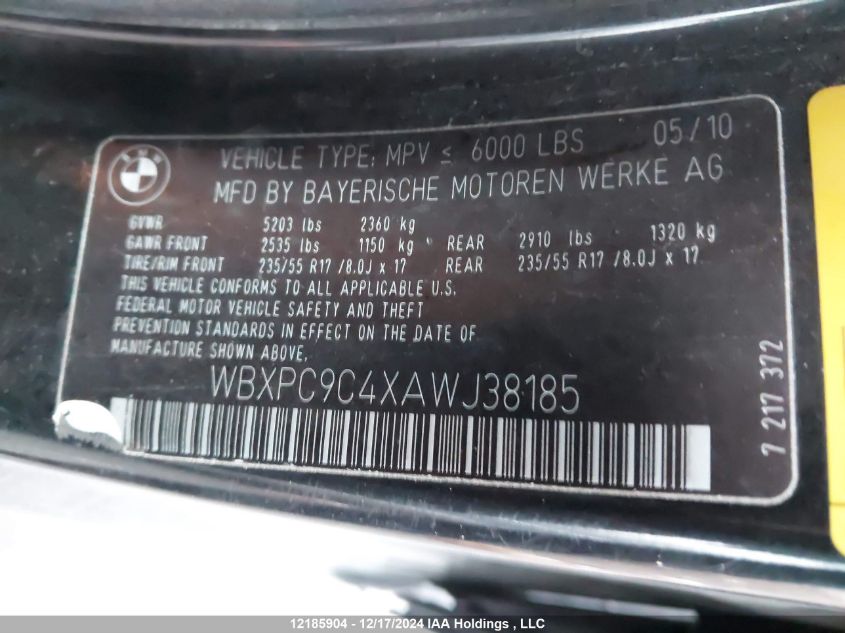 BMW
VEHICLE TYPE: MPV ≤ 6000 LBS 05/10
MFD BY BAYERISCHE MOTOREN WERKE AG
GVWR 5203 lbs 2360 kg
GAWR FRONT 2535 lbs 1150 kg REAR 2910 lbs 1320 kg
TIRE/RIM FRONT 235/55 R17 /8.0J x 17 REAR 235/55 R17 /8.0J x 17
THIS VEHICLE CONFORMS TO ALL APPLICABLE U.S.
FEDERAL MOTOR VEHICLE SAFETY AND THEFT
PREVENTION STANDARDS IN EFFECT ON THE DATE OF
MANUFACTURE SHOWN ABOVE.
WBXPC9C4XAWJ38185
7 217 372
12185904 - 12/17/2024 IAA Holdings, LLC